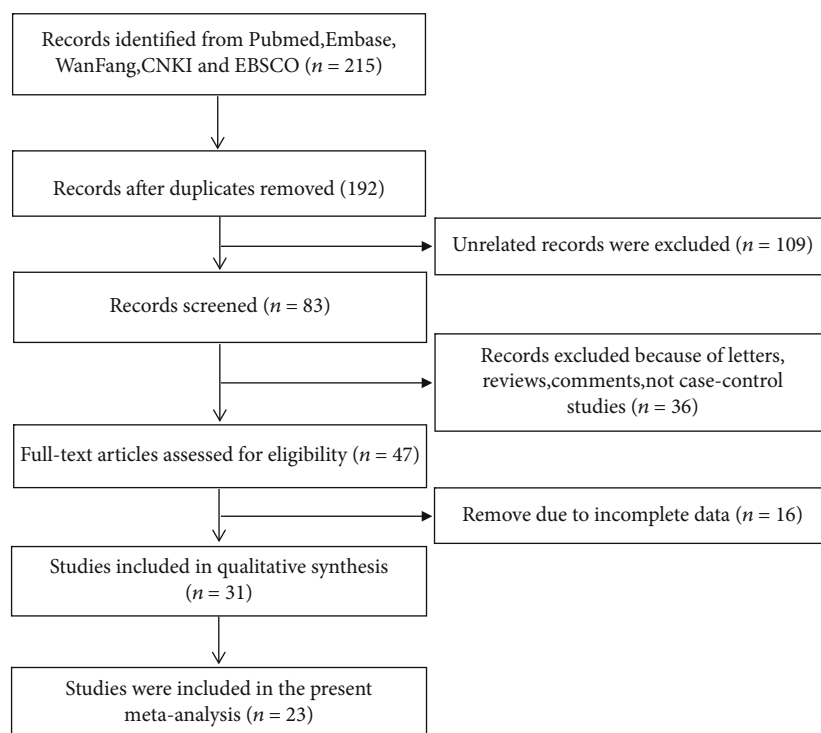 Records identified from Pubmed,Embase,
WanFang,CNKI and EBSCO (n = 215)
Records after duplicates removed (192)
Unrelated records were excluded (n = 109)
Records screened (n = 83)
Records excluded because of letters,
reviews,comments,not case-control
studies (n = 36)
Full-text articles assessed for eligibility (n = 47)
Remove due to incomplete data (n = 16)
Studies included in qualitative synthesis
(n = 31)
Studies were included in the present
meta-analysis (n = 23)